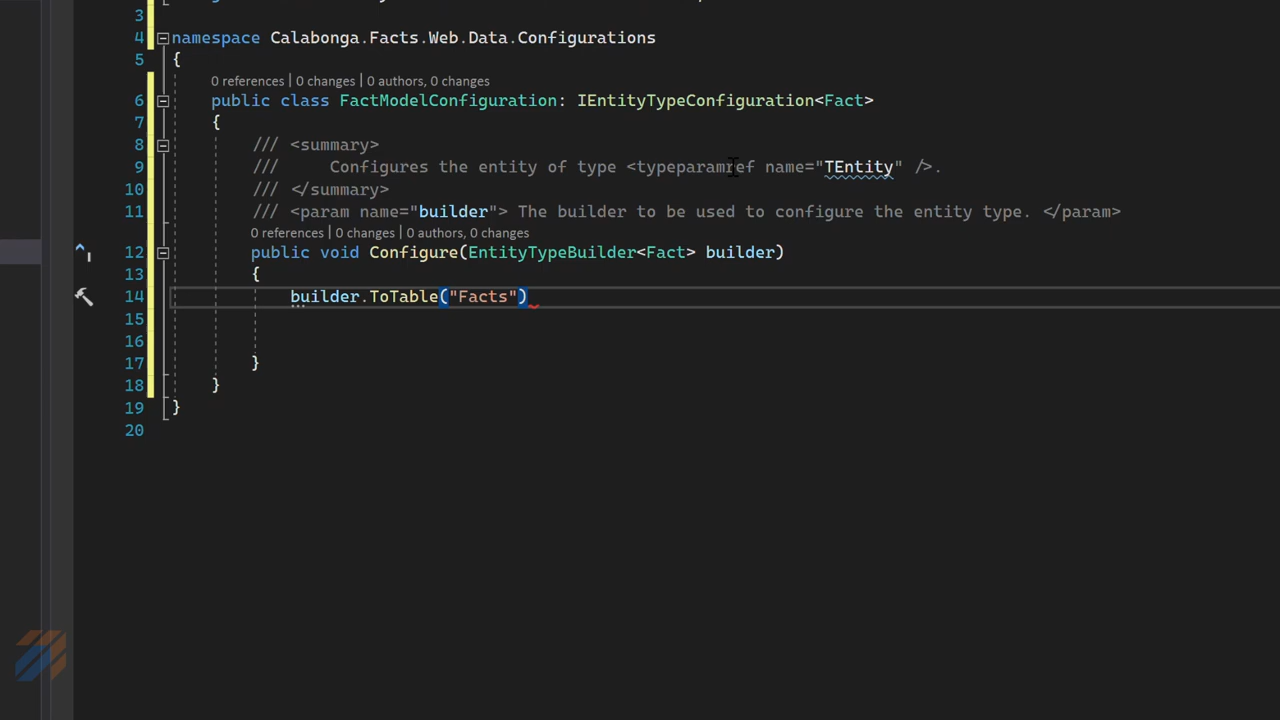 3
4 namespace Calabonga.Facts.Web.Data.Configurations
5 {
0 references | 0 changes | 0 authors, 0 changes
6 public class FactModelConfiguration: IEntityTypeConfiguration<Fact>
7 {
8 /// <summary>
9 /// Configures the entity of type <typeparamref name="TEntity" />.
10 /// </summary>
11 /// <param name="builder"> The builder to be used to configure the entity type. </param>
0 references | 0 changes | 0 authors, 0 changes
12 public void Configure(EntityTypeBuilder<Fact> builder)
13 {
14 builder.ToTable("Facts")
15
16
17 }
18 }
19 }
20